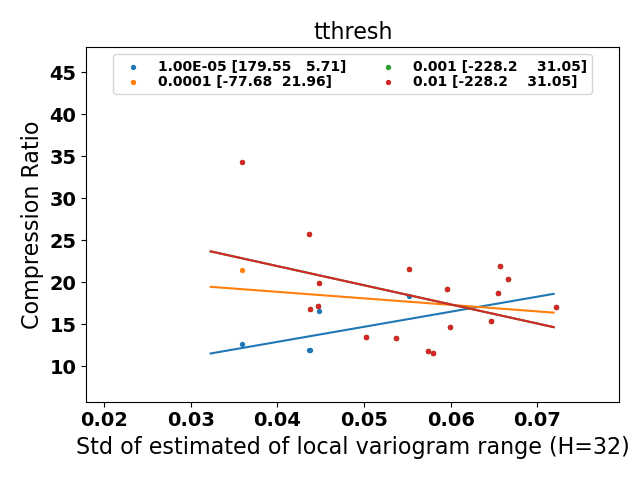 tthresh
1.00E-05 [179.55 5.71]
0.0001 [-77.68 21.96]
0.001 [-228.2 31.05]
0.01 [-228.2 31.05]
Compression Ratio
45
40
35
30
25
20
15
10
0.02 0.03 0.04 0.05 0.06 0.07
Std of estimated of local variogram range (H=32)